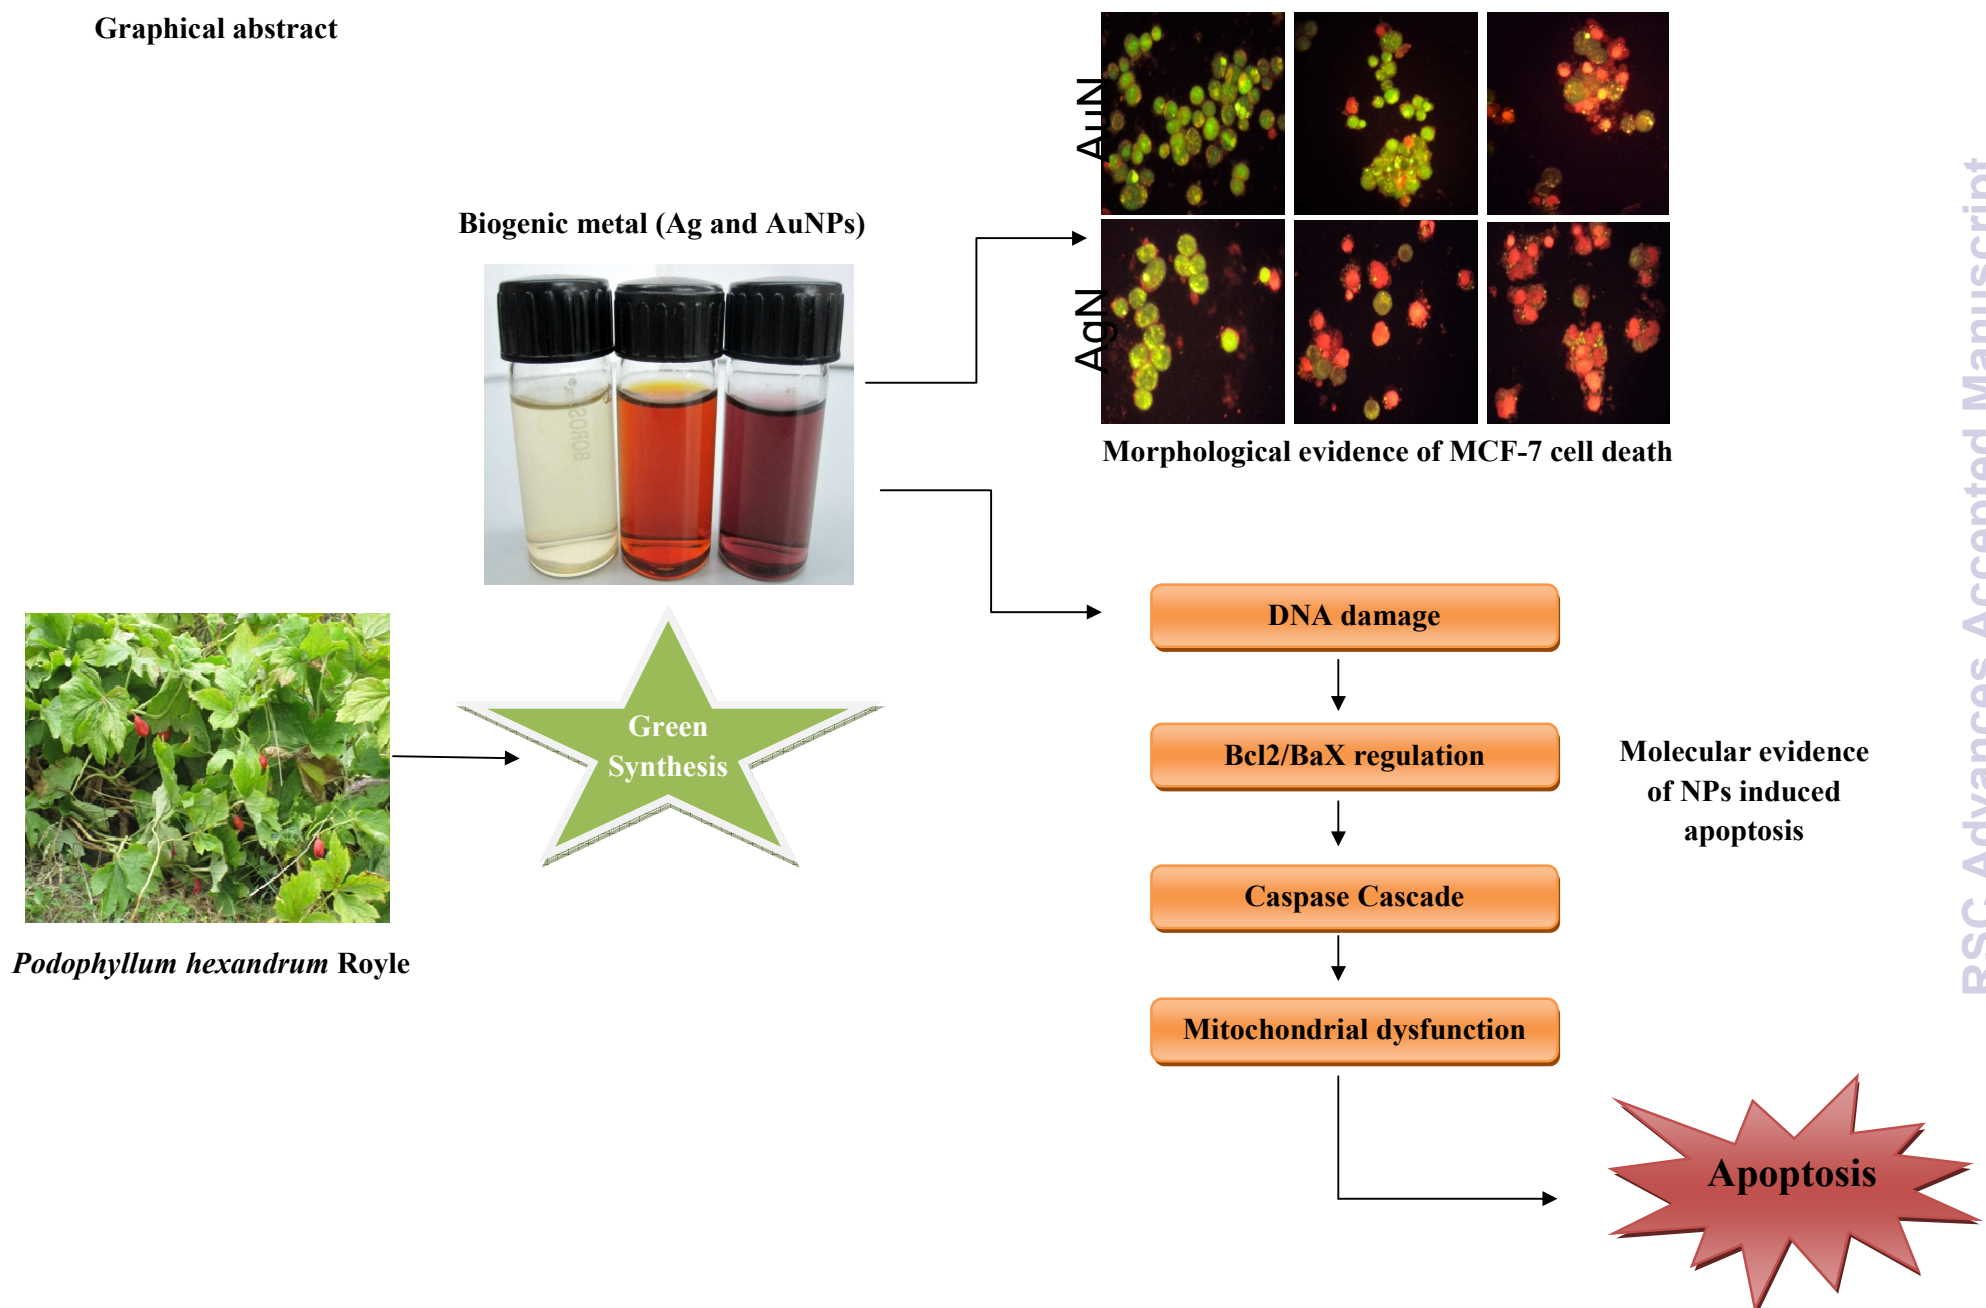 Graphical abstract
Biogenic metal (Ag and AuNPs)
AuN
AgN
Morphological evidence of MCF-7 cell death
Green
Synthesis
Podophyllum hexandrum Royle
DNA damage
Bcl2/BaX regulation
Caspase Cascade
Mitochondrial dysfunction
Molecular evidence
of NPs induced
apoptosis
Apoptosis
RSC Advances Accepted Manuscript